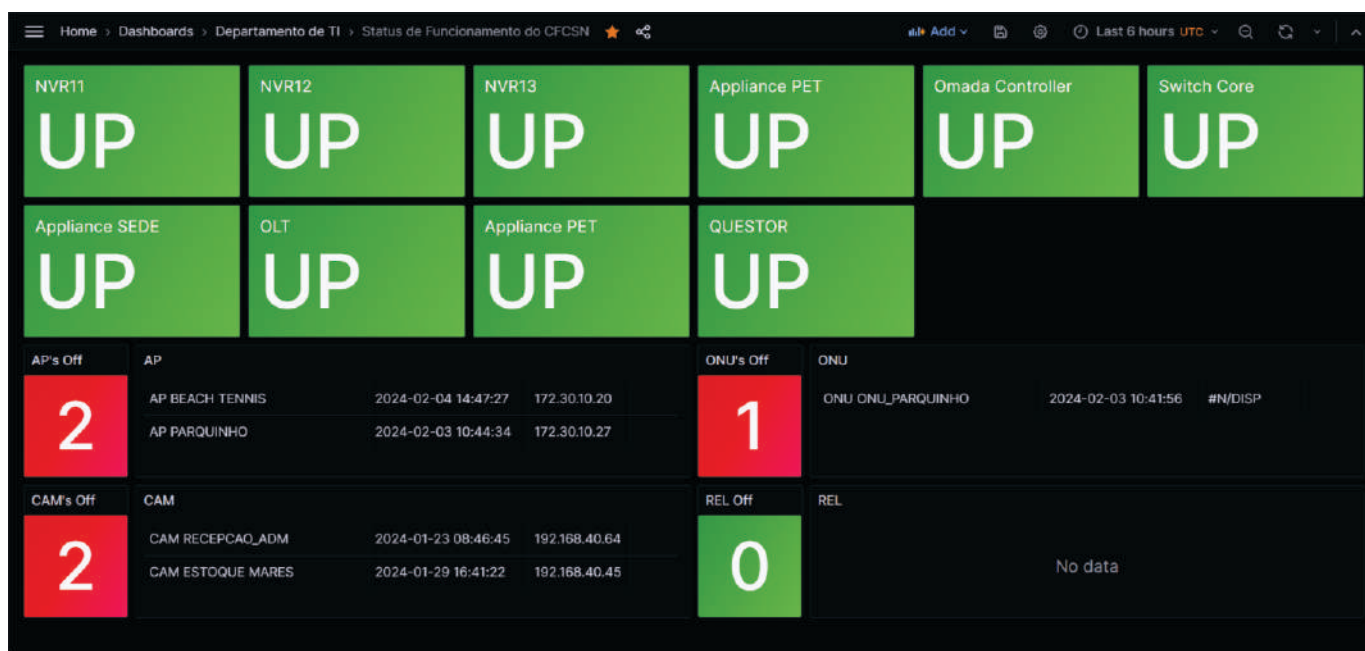 Home › Dashboards › Departamento de TI › Status de Funcionamento do CFCSN Add Last 6 hours UTC
NVR11 NVR12 NVR13 Appliance PET Omada Controller Switch Core
UP UP UP UP UP UP
Appliance SEDE OLT Appliance PET QUESTOR
UP UP UP UP
AP's Off AP ONU's Off ONU
2 1
AP BEACH TENNIS 2024-02-04 14:47:27 172.30.10.20 ONU ONU_PARQUINHO 2024-02-03 10:41:56 #N/DISP
AP PARQUINHO 2024-02-03 10:44:34 172.30.10.27
CAM's Off CAM REL Off REL
2 0
CAM RECEPCAO_ADM 2024-01-23 08:46:45 192.168.40.64
No data
CAM ESTOQUE MARES 2024-01-29 16:41:22 192.168.40.45